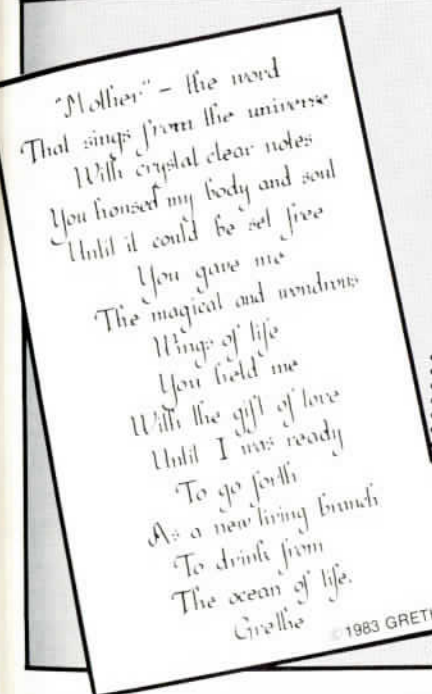 "Mother" – the word
That sings from the universe
With crystal clear notes
You housed my body and soul
Until it could be set free
You gave me
The magical and wondrous
Wings of life
You held me
With the gift of love
Until I was ready
To go forth
As a new living branch
To drink from
The ocean of life.
Grethe
©1983 GRETH